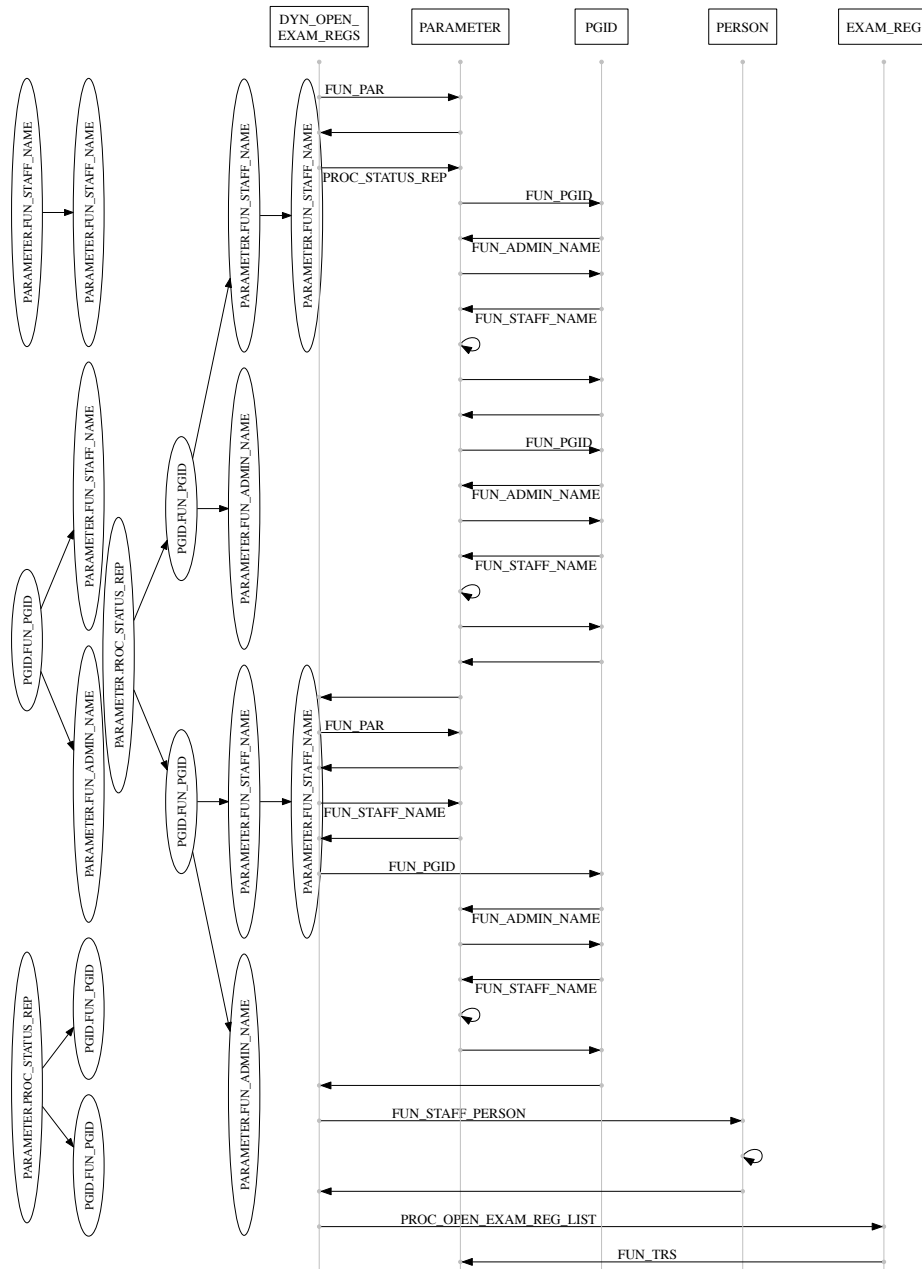 DYN_OPEN_
EXAM_REGS
PARAMETER
PGID
PERSON
EXAM_REG
FUN_PAR
PROC_STATUS_REP
FUN_PGID
FUN_ADMIN_NAME
FUN_STAFF_NAME
FUN_PGID
FUN_ADMIN_NAME
FUN_STAFF_NAME
FUN_PAR
FUN_STAFF_NAME
FUN_PGID
FUN_ADMIN_NAME
FUN_STAFF_NAME
FUN_STAFF_PERSON
PROC_OPEN_EXAM_REG_LIST
FUN_TRS
PARAMETER.FUN_STAFF_NAME
PARAMETER.FUN_STAFF_NAME
PGID.FUN_PGID
PARAMETER.FUN_STAFF_NAME
PARAMETER.FUN_ADMIN_NAME
PARAMETER.PROC_STATUS_REP
PGID.FUN_PGID
PGID.FUN_PGID
PARAMETER.PROC_STATUS_REP
PGID.FUN_PGID
PARAMETER.FUN_STAFF_NAME
PARAMETER.FUN_STAFF_NAME
PARAMETER.FUN_ADMIN_NAME
PGID.FUN_PGID
PARAMETER.FUN_STAFF_NAME
PARAMETER.FUN_STAFF_NAME
PARAMETER.FUN_ADMIN_NAME